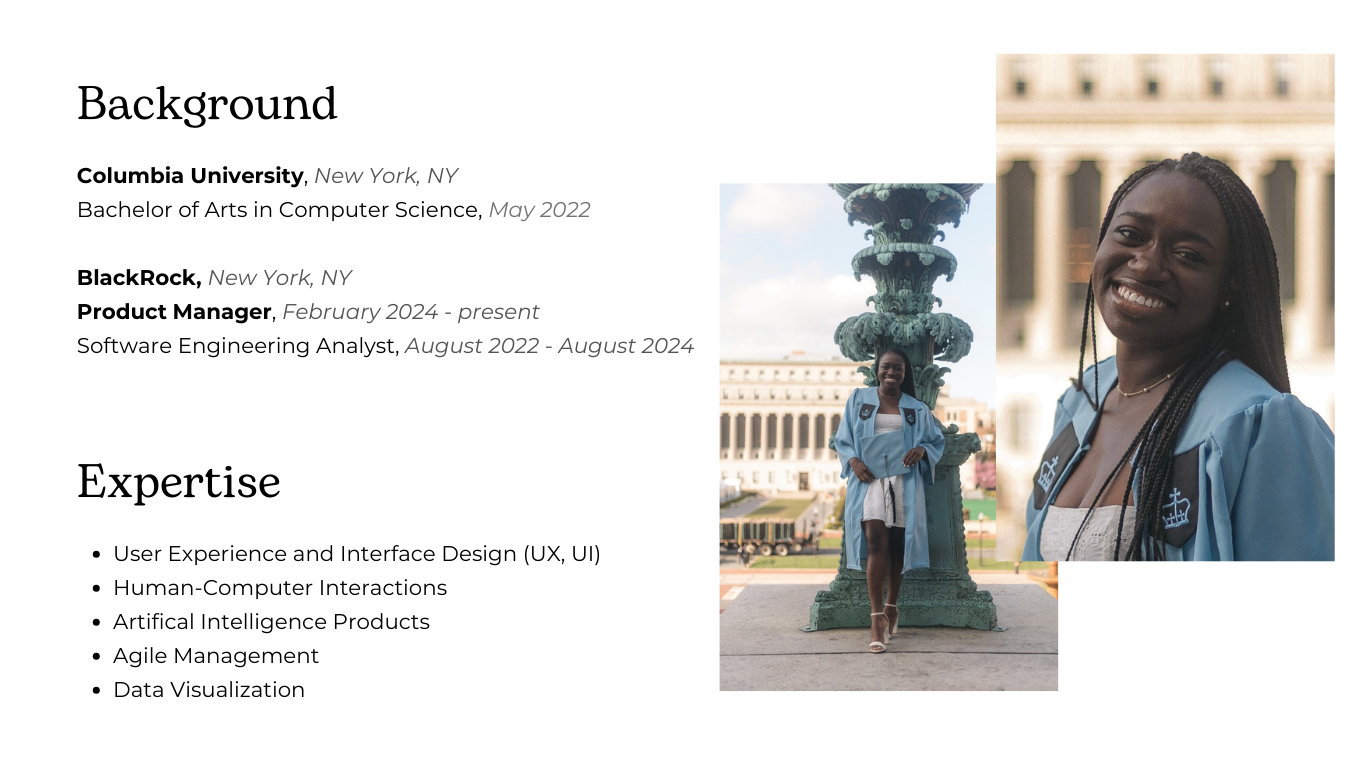 Background
Columbia University, New York, NY
Bachelor of Arts in Computer Science, May 2022
BlackRock, New York, NY
Product Manager, February 2024 - present
Software Engineering Analyst, August 2022 - August 2024
Expertise
User Experience and Interface Design (UX, UI)
Human-Computer Interactions
Artifical Intelligence Products
Agile Management
Data Visualization